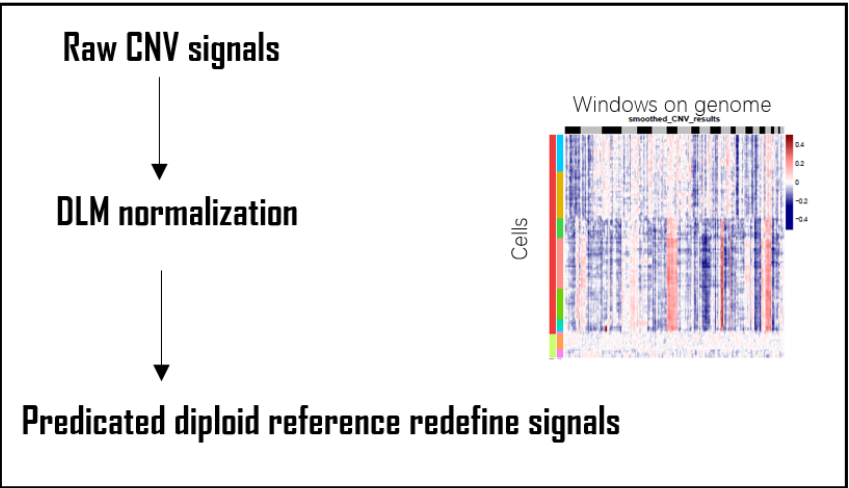 Raw CNV signals
DLM normalization
Predicated diploid reference redefine signals
Windows on genome
smoothed_CNV_results
Cells
0.4
0.2
0
−0.2
−0.4